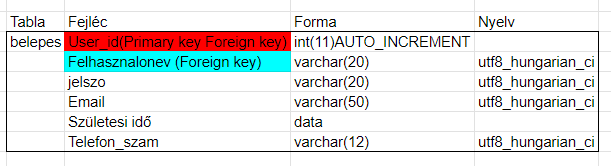 Tabla Fejléc Forma Nyelv
belepes User_id(Primary key Foreign key) int(11)AUTO_INCREMENT
Felhasznalonev (Foreign key) varchar(20) utf8_hungarian_ci
jelszo varchar(20) utf8_hungarian_ci
Email varchar(50) utf8_hungarian_ci
Születesi idő data
Telefon_szam varchar(12) utf8_hungarian_ci